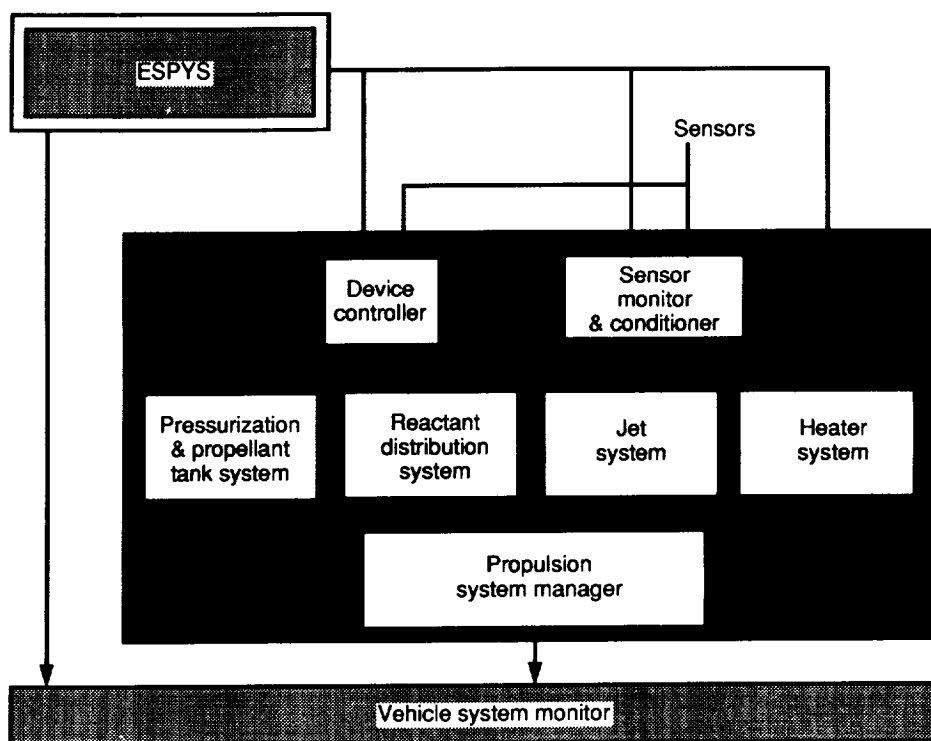 ESPYS
Sensors
Device
controller
Sensor
monitor
& conditioner
Pressurization
& propellant
tank system
Reactant
distribution
system
Jet
system
Heater
system
Propulsion
system manager
Vehicle system monitor